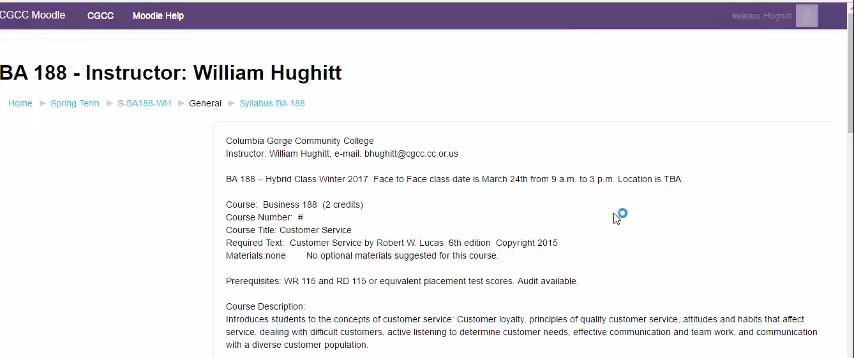 CGCC Moodle CGCC Moodle Help William Hughitt
BA 188 - Instructor: William Hughitt
Home Spring Term S-BA188-WH General Syllabus BA 188
Columbia Gorge Community College
Instructor: William Hughitt, e-mail: bhughitt@cgcc.cc.or.us
BA 188 – Hybrid Class Winter 2017 Face to Face class date is March 24th from 9 a.m. to 3 p.m. Location is TBA
Course: Business 188 (2 credits)
Course Number: #
Course Title: Customer Service
Required Text: Customer Service by Robert W. Lucas 6th edition Copyright 2015
Materials:none No optional materials suggested for this course.
Prerequisites: WR 115 and RD 115 or equivalent placement test scores. Audit available.
Course Description:
Introduces students to the concepts of customer service: Customer loyalty, principles of quality customer service, attitudes and habits that affect
service, dealing with difficult customers, active listening to determine customer needs, effective communication and team work, and communication
with a diverse customer population.